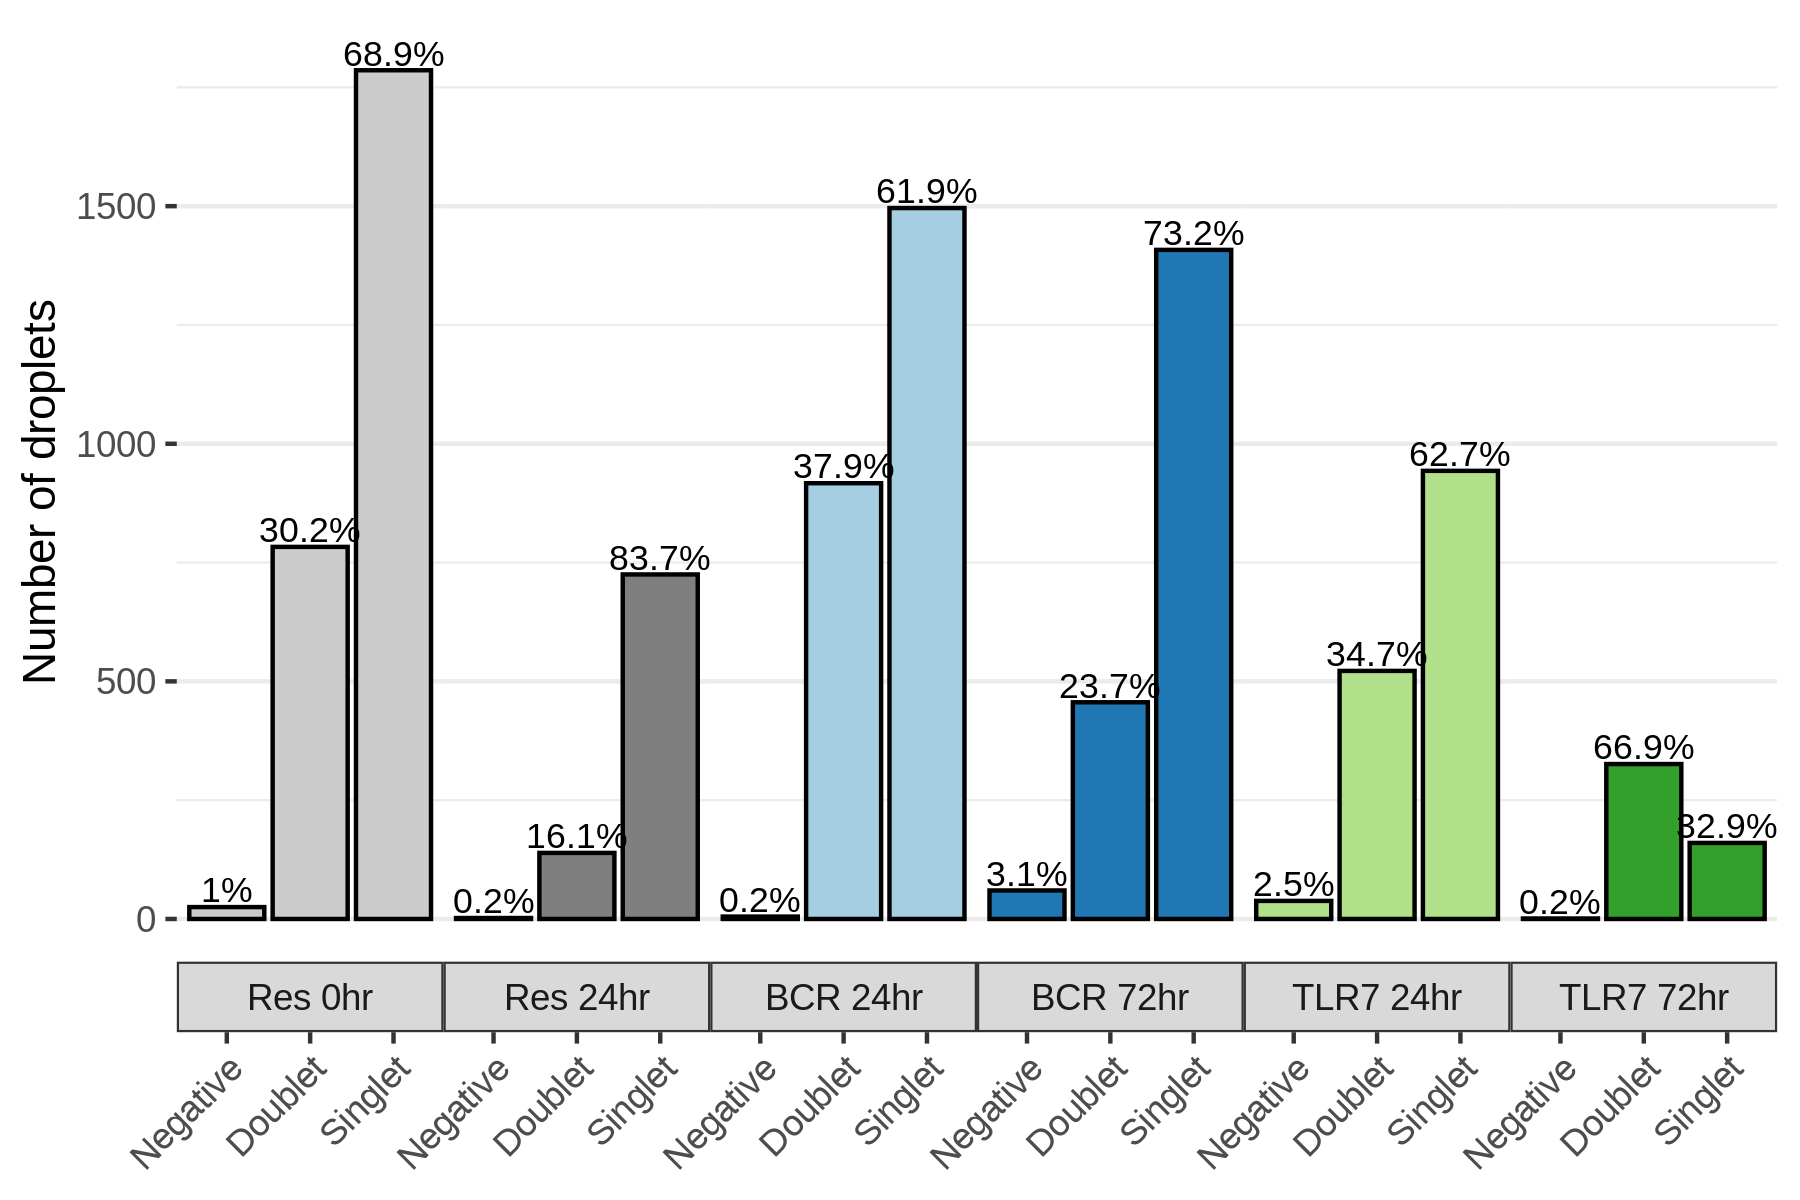 Number of droplets
1500
1000
500
0
1%
30.2%
68.9%
0.2%
16.1%
83.7%
0.2%
37.9%
61.9%
3.1%
23.7%
73.2%
2.5%
34.7%
62.7%
0.2%
66.9%
32.9%
Res 0hr
Res 24hr
BCR 24hr
BCR 72hr
TLR7 24hr
TLR7 72hr
Negative
Doublet
Singlet
Negative
Doublet
Singlet
Negative
Doublet
Singlet
Negative
Doublet
Singlet
Negative
Doublet
Singlet
Negative
Doublet
Singlet